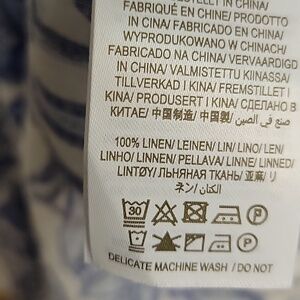 FABRIQUÉ EN CHINE/ PRODOTTO
IN CINA/ FABRICADO EN CHINA/
WYPRODUKOWANO W CHINACH/
FABRICADO NA CHINA/ VERVAARDIGD
IN CHINA/ VALMISTETTU KIINASSA/
TILLVERKAD I KINA/ FREMSTILLET I
KINA/ PRODUSERT I KINA/ СДЕЛАНО В
КИТАЕ/ 中国制造/ 中国製/ صنع في الصين
100% LINEN/ LEINEN/ LIN/ LINO/ LEN/
LINHO/ LINNEN/ PELLAVA/ LINNE/ LINNED/
LINTØY/ ЛЬНЯНАЯ ТКАНЬ/ 亚麻/ リ
ネン/ الكتان
30
P
DELICATE MACHINE WASH / DO NOT